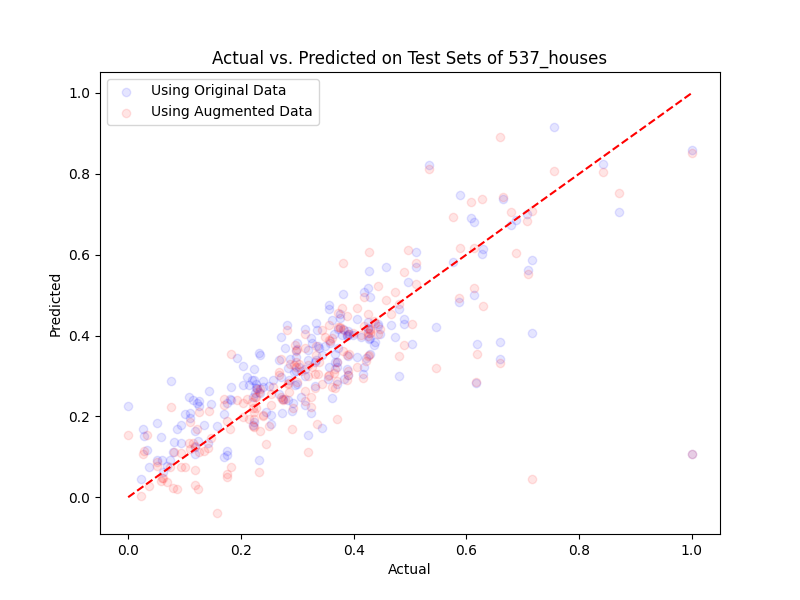 Actual vs. Predicted on Test Sets of 537_houses
Using Original Data
Using Augmented Data
1.0
0.8
0.6
0.4
0.2
0.0
Predicted
0.0 0.2 0.4 0.6 0.8 1.0
Actual